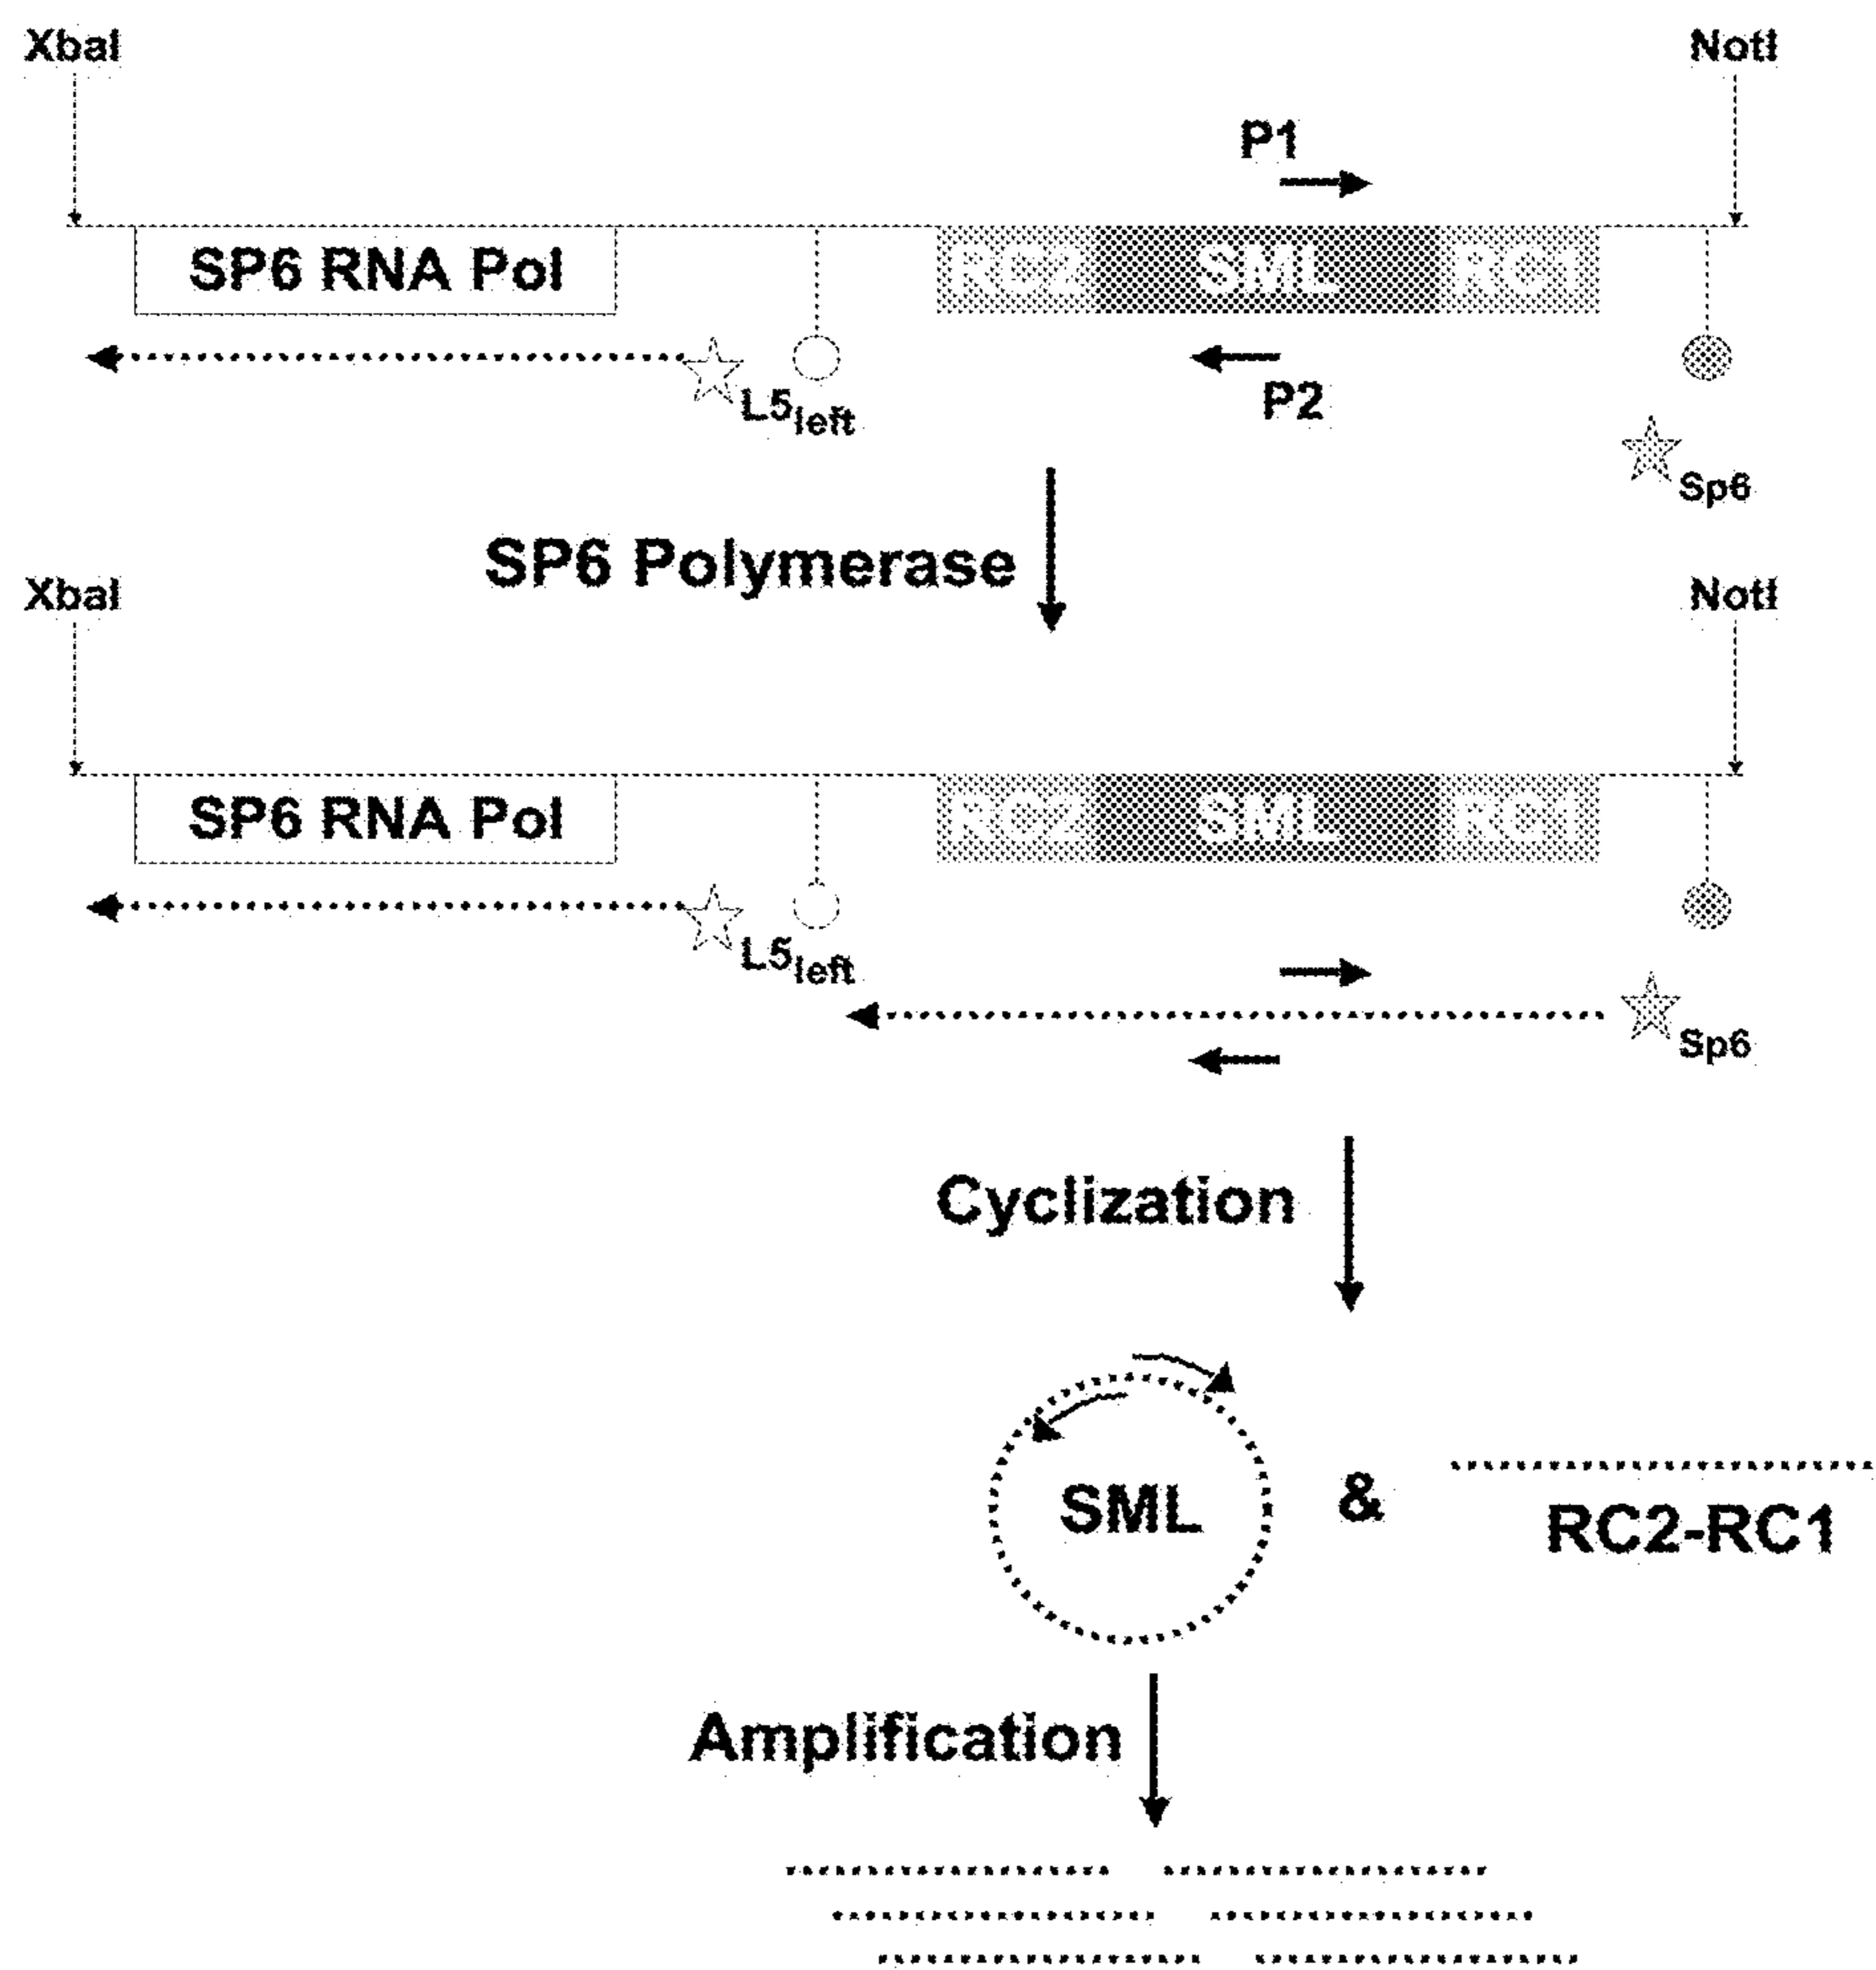 XbaI NotI
P1
SP6 RNA Pol RC2 SML RC1
L5left P2
Sp6
SP6 Polymerase
XbaI NotI
SP6 RNA Pol RC2 SML RC1
L5left
Sp6
Cyclization
SML & RC2-RC1
Amplification